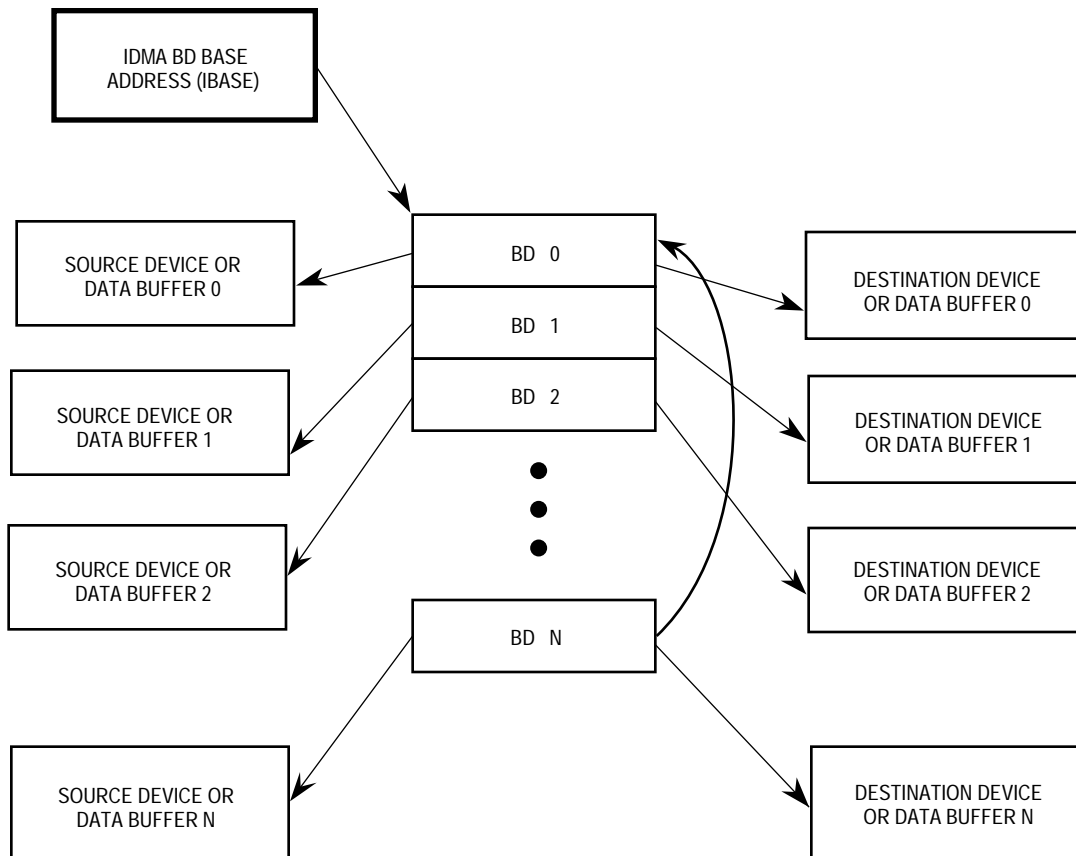 IDMA BD BASE
ADDRESS (IBASE)
BD 0
SOURCE DEVICE OR
DATA BUFFER 0
DESTINATION DEVICE
OR DATA BUFFER 0
BD 1
SOURCE DEVICE OR
DATA BUFFER 1
DESTINATION DEVICE
OR DATA BUFFER 1
BD 2
SOURCE DEVICE OR
DATA BUFFER 2
DESTINATION DEVICE
OR DATA BUFFER 2
BD N
SOURCE DEVICE OR
DATA BUFFER N
DESTINATION DEVICE
OR DATA BUFFER N